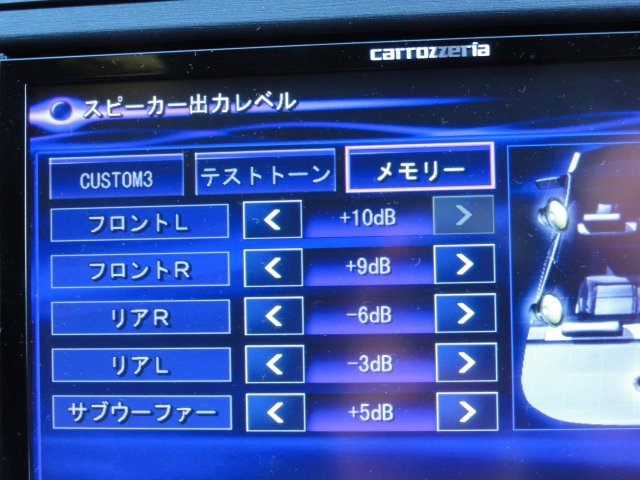 carrozzeria
スピーカー出力レベル
CUSTOM3 テストトーン メモリー
フロントL +10dB
フロントR +9dB
リアR -6dB
リアL -3dB
サブウーファー +5dB